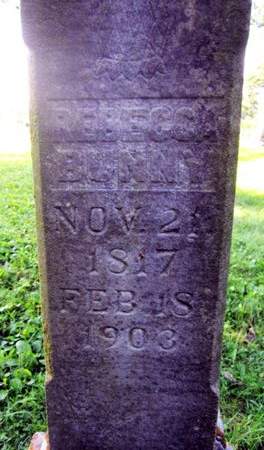 REBECCA
BUNNY
NOV. 21,
1817
FEB 18,
1903